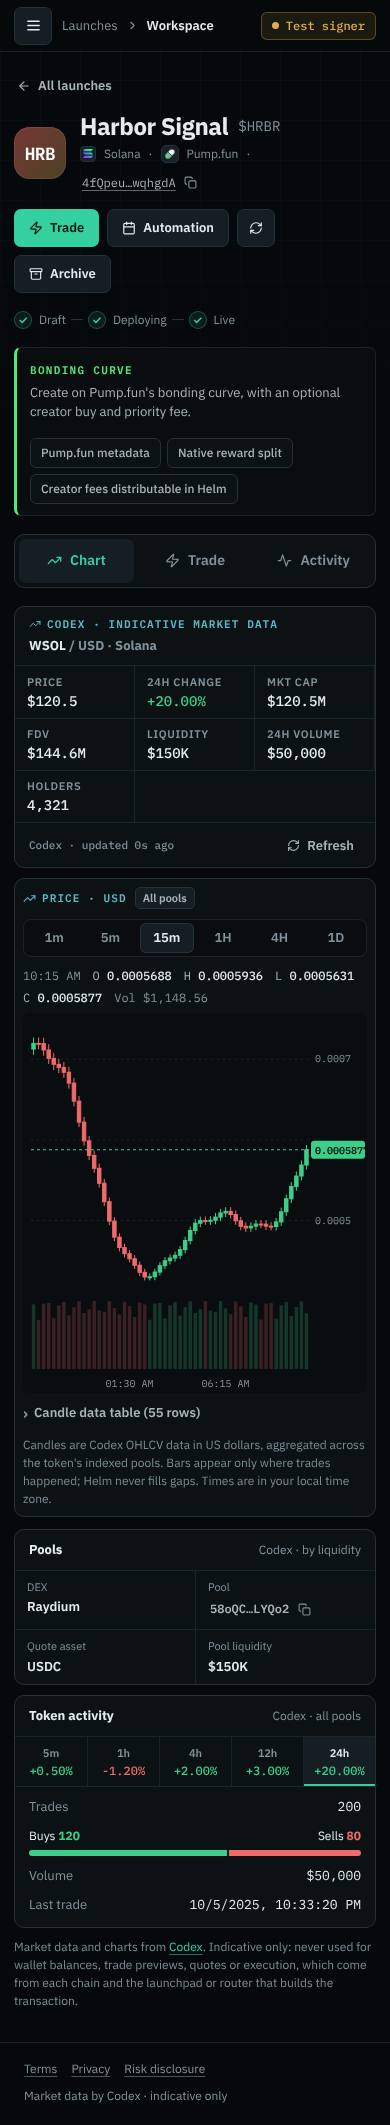 Launches > Workspace
Test signer
All launches
HRB
Harbor Signal $HRBR
Solana · Pump.fun ·
4fQpeu…wqhgdA
Trade
Automation
Archive
Draft — Deploying — Live
BONDING CURVE
Create on Pump.fun's bonding curve, with an optional
creator buy and priority fee.
Pump.fun metadata
Native reward split
Creator fees distributable in Helm
Chart
Trade
Activity
CODEX · INDICATIVE MARKET DATA
WSOL / USD · Solana
PRICE 24H CHANGE MKT CAP
$120.5 +20.00% $120.5M
FDV LIQUIDITY 24H VOLUME
$144.6M $150K $50,000
HOLDERS
4,321
Codex · updated 0s ago
Refresh
PRICE · USD All pools
1m 5m 15m 1H 4H 1D
10:15 AM O 0.0005688 H 0.0005936 L 0.0005631
C 0.0005877 Vol $1,148.56
0.0007
0.000587
0.0005
01:30 AM 06:15 AM
› Candle data table (55 rows)
Candles are Codex OHLCV data in US dollars, aggregated across
the token's indexed pools. Bars appear only where trades
happened; Helm never fills gaps. Times are in your local time
zone.
Pools Codex · by liquidity
DEX Pool
Raydium 58oQC…LYQo2
Quote asset Pool liquidity
USDC $150K
Token activity Codex · all pools
5m 1h 4h 12h 24h
+0.50% -1.20% +2.00% +3.00% +20.00%
Trades 200
Buys 120 Sells 80
Volume $50,000
Last trade 10/5/2025, 10:33:20 PM
Market data and charts from Codex. Indicative only: never used for
wallet balances, trade previews, quotes or execution, which come
from each chain and the launchpad or router that builds the
transaction.
Terms Privacy Risk disclosure
Market data by Codex · indicative only